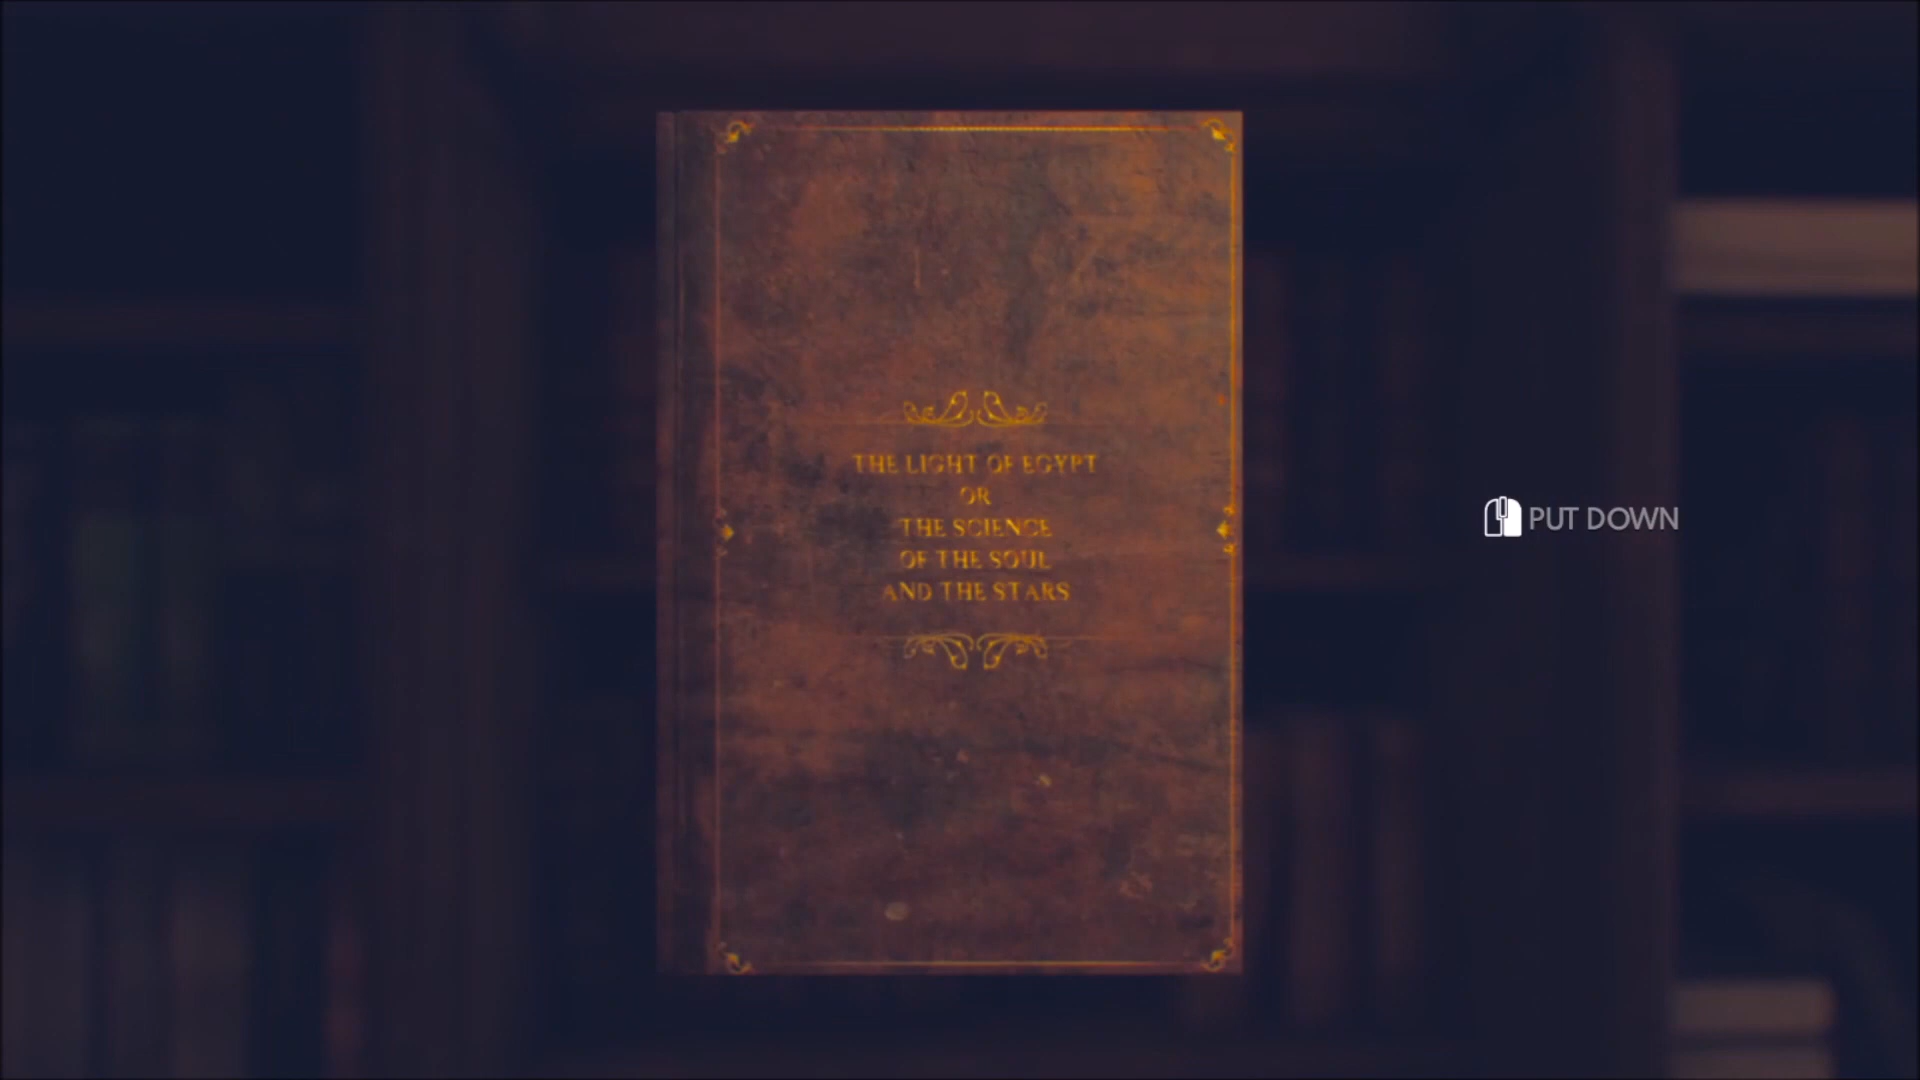 THE LIGHT OF EGYPT
OR
THE SCIENCE
OF THE SOUL
AND THE STARS
PUT DOWN